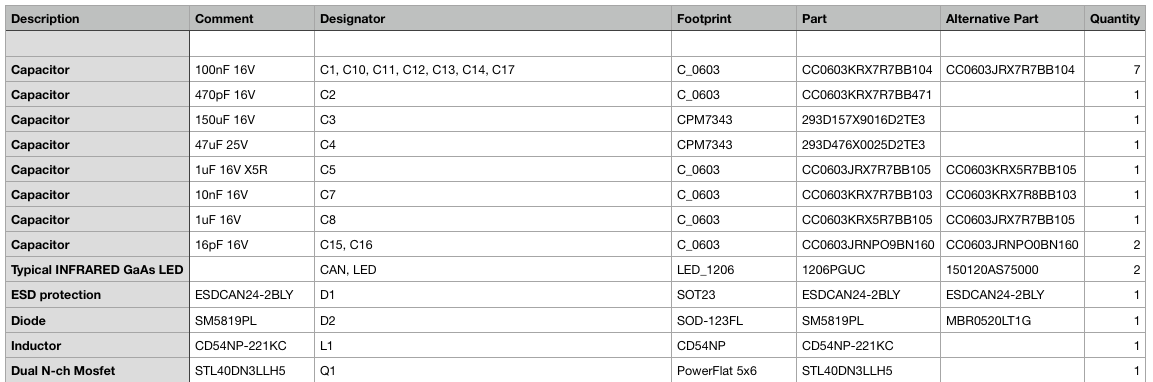 Description Comment Designator Footprint Part Alternative Part Quantity
Capacitor 100nF 16V C1, C10, C11, C12, C13, C14, C17 C_0603 CC0603KRX7R7BB104 CC0603JRX7R7BB104 7
Capacitor 470pF 16V C2 C_0603 CC0603KRX7R7BB471 1
Capacitor 150uF 16V C3 CPM7343 293D157X9016D2TE3 1
Capacitor 47uF 25V C4 CPM7343 293D476X0025D2TE3 1
Capacitor 1uF 16V X5R C5 C_0603 CC0603JRX7R7BB105 CC0603KRX5R7BB105 1
Capacitor 10nF 16V C7 C_0603 CC0603KRX7R7BB103 CC0603KRX7R8BB103 1
Capacitor 1uF 16V C8 C_0603 CC0603KRX5R7BB105 CC0603JRX7R7BB105 1
Capacitor 16pF 16V C15, C16 C_0603 CC0603JRNPO9BN160 CC0603JRNPO0BN160 2
Typical INFRARED GaAs LED CAN, LED LED_1206 1206PGUC 150120AS75000 2
ESD protection ESDCAN24-2BLY D1 SOT23 ESDCAN24-2BLY ESDCAN24-2BLY 1
Diode SM5819PL D2 SOD-123FL SM5819PL MBR0520LT1G 1
Inductor CD54NP-221KC L1 CD54NP CD54NP-221KC 1
Dual N-ch Mosfet STL40DN3LLH5 Q1 PowerFlat 5x6 STL40DN3LLH5 1